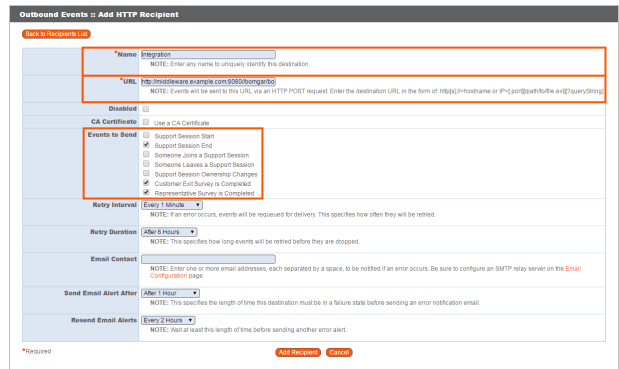 Outbound Events :: Add HTTP Recipient
Back to Recipients List
*Name Integration
NOTE: Enter any name to uniquely identify this destination.
*URL http://middleware.example.com:8080/bomgar/bo
NOTE: Events will be sent to this URL via an HTTP POST request. Enter the destination URL in the form of: http[s]://<hostname or IP>[:port][/path/to/file.ext][?queryString]
Disabled
CA Certificate Use a CA Certificate
Events to Send Support Session Start
Support Session End
Someone Joins a Support Session
Someone Leaves a Support Session
Support Session Ownership Changes
Customer Exit Survey is Completed
Representative Survey is Completed
Retry Interval Every 1 Minute
NOTE: If an error occurs, events will be requeued for delivery. This specifies how often they will be retried.
Retry Duration After 6 Hours
NOTE: This specifies how long events will be retried before they are dropped.
Email Contact
NOTE: Enter one or more email addresses, each separated by a space, to be notified if an error occurs. Be sure to configure an SMTP relay server on the Email
Configuration page.
Send Email Alert After After 1 Hour
NOTE: This specifies the length of time this destination must be in a failure state before sending an error notification email.
Resend Email Alerts Every 2 Hours
NOTE: Wait at least this length of time before sending another error alert.
*Required
Add Recipient Cancel